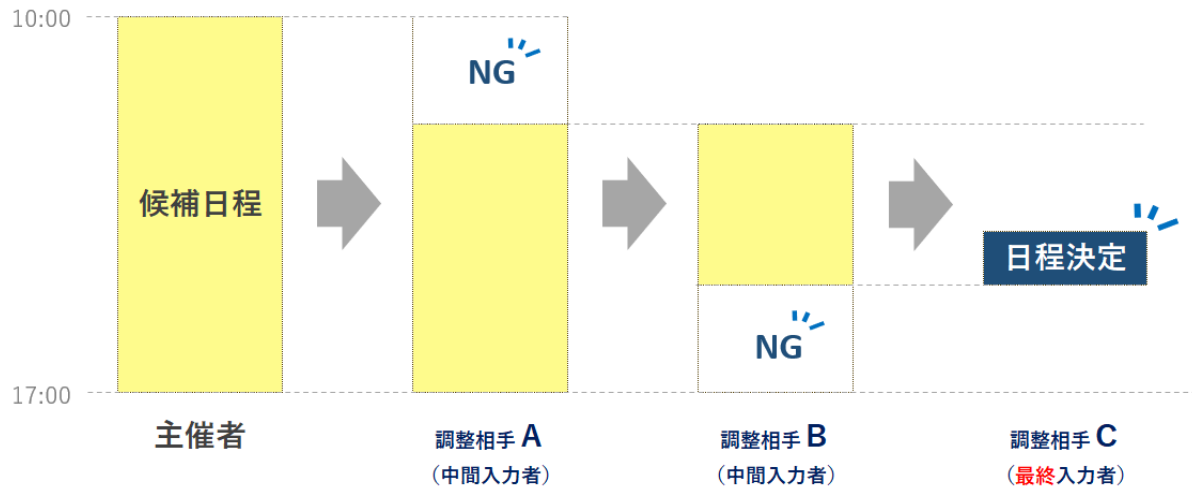 10:00
NG
候補日程
日程決定
NG
17:00
主催者
調整相手 A
(中間入力者)
調整相手 B
(中間入力者)
調整相手 C
(最終入力者)